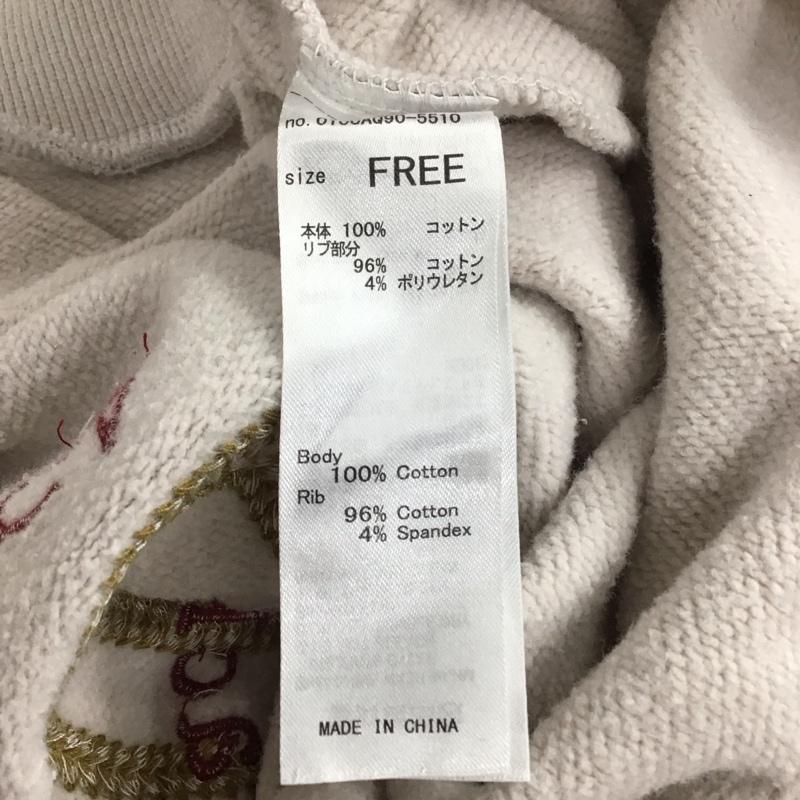 size FREE
本体 100% コットン
リブ部分
96% コットン
4% ポリウレタン
Body
100% Cotton
Rib
96% Cotton
4% Spandex
MADE IN CHINA